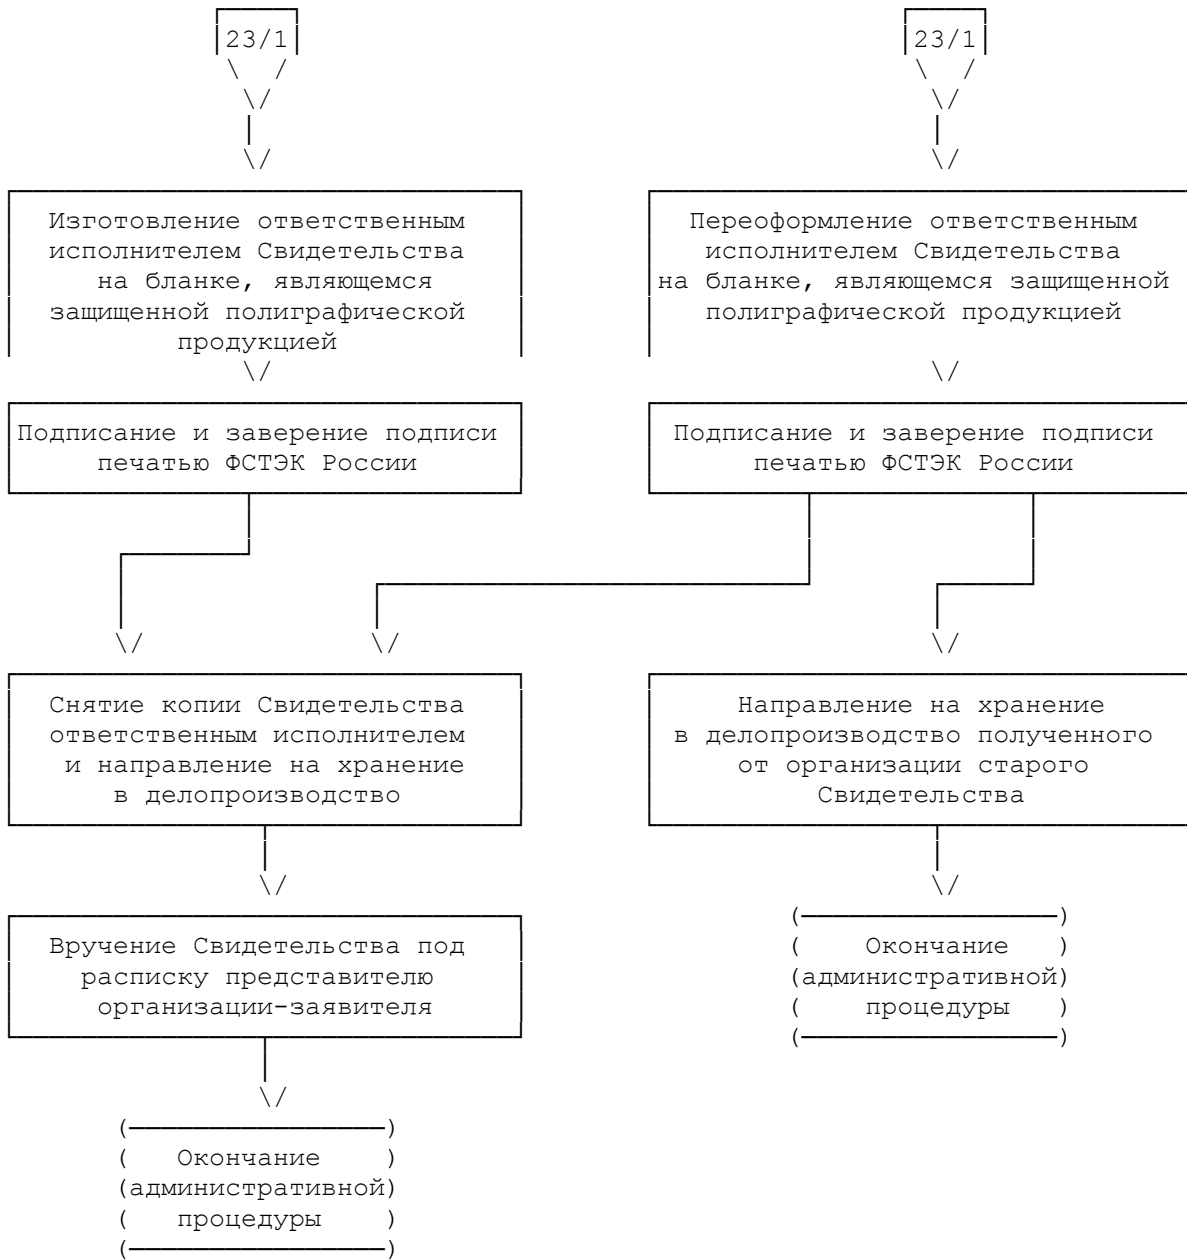 23/1
23/1
Изготовление ответственным
исполнителем Свидетельства
на бланке, являющемся
защищенной полиграфической
продукцией
Переоформление ответственным
исполнителем Свидетельства
на бланке, являющемся защищенной
полиграфической продукцией
Подписание и заверение подписи
печатью ФСТЭК России
Подписание и заверение подписи
печатью ФСТЭК России
Снятие копии Свидетельства
ответственным исполнителем
и направление на хранение
в делопроизводство
Направление на хранение
в делопроизводство полученного
от организации старого
Свидетельства
Вручение Свидетельства под
расписку представителю
организации-заявителя
Окончание
административной
процедуры
Окончание
административной
процедуры